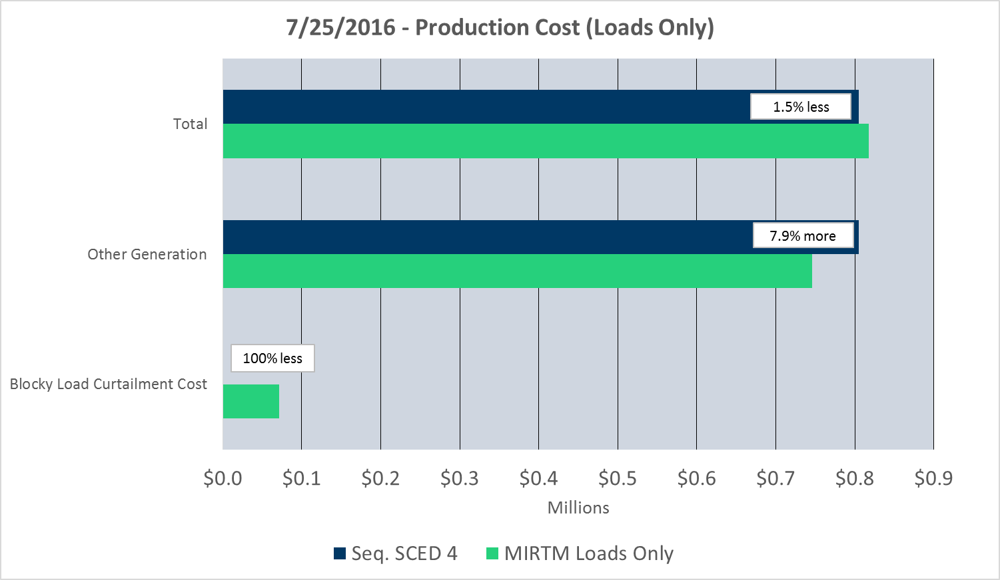 7/25/2016 - Production Cost (Loads Only)
1.5% less
Total
7.9% more
Other Generation
100% less
Blocky Load Curtailment Cost
$0.0 $0.1 $0.2 $0.3 $0.4 $0.5 $0.6 $0.7 $0.8 $0.9
Millions
Seq. SCED 4 MIRTM Loads Only